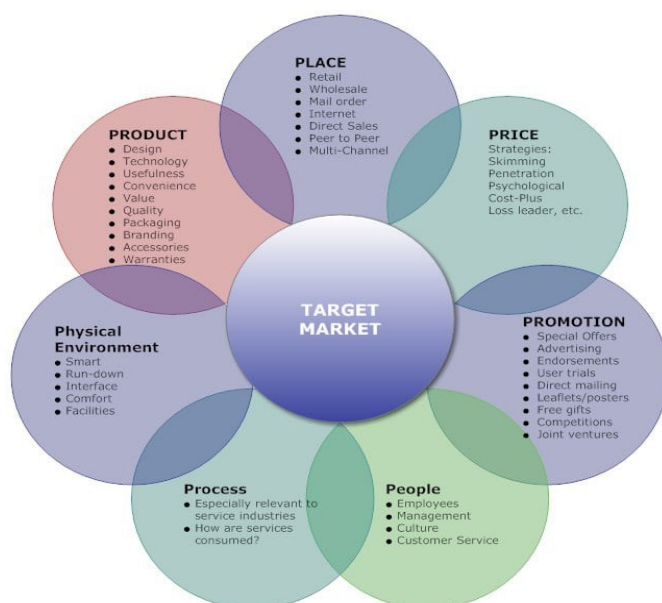 PLACE
● Retail
● Wholesale
● Mail order
● Internet
● Direct Sales
● Peer to Peer
● Multi-Channel
PRODUCT
● Design
● Technology
● Usefulness
● Convenience
● Value
● Quality
● Packaging
● Branding
● Accessories
● Warranties
PRICE
Strategies:
Skimming
Penetration
Psychological
Cost-Plus
Loss leader, etc.
TARGET
MARKET
Physical
Environment
● Smart
● Run-down
● Interface
● Comfort
● Facilities
PROMOTION
● Special Offers
● Advertising
● Endorsements
● User trials
● Direct mailing
● Leaflets/posters
● Free gifts
● Competitions
● Joint ventures
Process
● Especially relevant to
service industries
● How are services
consumed?
People
● Employees
● Management
● Culture
● Customer Service